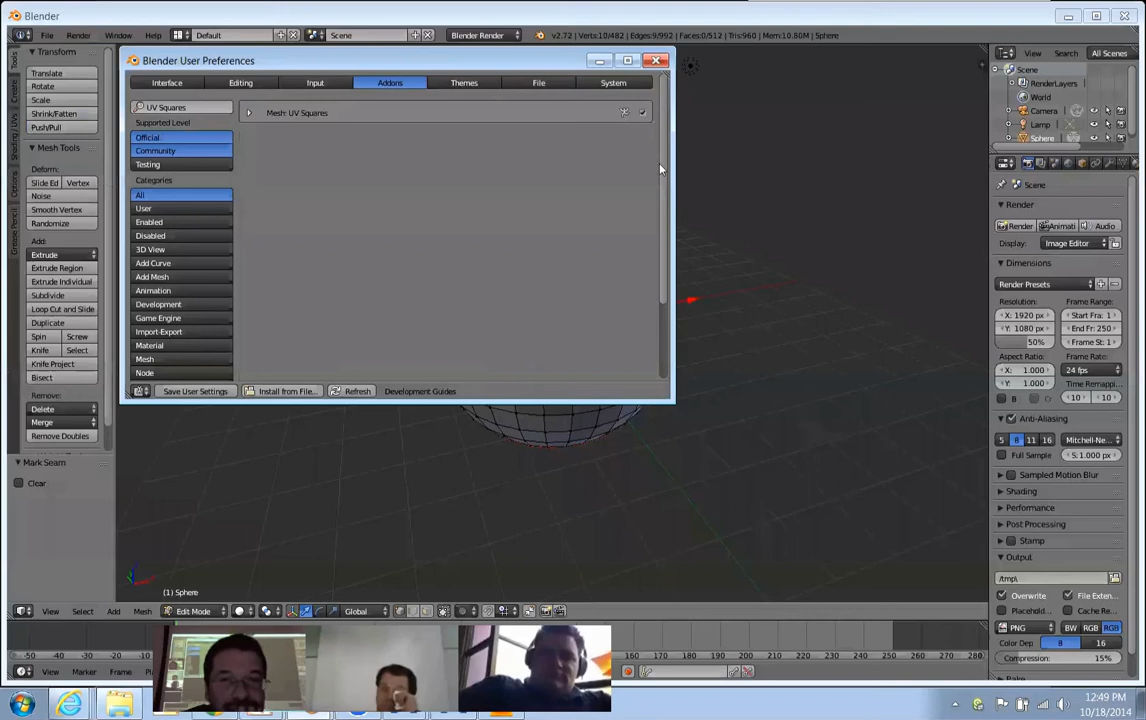 Blender
File Render Window Help Default Scene Blender Render v2.72 | Verts:10/482 | Edges:9/992 | Faces:0/512 | Tris:960 | Mem:10.80M | Sphere
View Search All Scenes
Transform
Translate
Rotate
Scale
Shrink/Fatten
Push/Pull
Mesh Tools
Deform:
Slide Ed Vertex
Noise
Smooth Vertex
Randomize
Add:
Extrude
Extrude Region
Extrude Individual
Subdivide
Loop Cut and Slide
Duplicate
Spin Screw
Knife Select
Knife Project
Bisect
Remove:
Delete
Merge
Remove Doubles
Mark Seam
Clear
Tools
Create
Shading / UVs
Options
Grease Pencil
Blender User Preferences
Interface Editing Input Addons Themes File System
UV Squares
Mesh: UV Squares
Supported Level
Official
Community
Testing
Categories
All
User
Enabled
Disabled
3D View
Add Curve
Add Mesh
Animation
Development
Game Engine
Import-Export
Material
Mesh
Node
Save User Settings Install from File... Refresh Development Guides
Scene
RenderLayers
World
Camera
Lamp
Sphere
Scene
Render
Render Animati Audio
Display: Image Editor
Dimensions
Render Presets
Resolution: Frame Range:
X: 1920 px Start Fra: 1
Y: 1080 px End Fr: 250
50% Frame St: 1
Aspect Ratio: Frame Rate:
X: 1.000 24 fps
Y: 1.000 Time Remappi
B Cr 10 10
Anti-Aliasing
5 8 11 16 Mitchell-Ne
Full Sample S: 1.000 px
Sampled Motion Blur
Shading
Performance
Post Processing
Stamp
Output
/tmp\
Overwrite File Exten
Placehold Cache Re
PNG BW RGB RGB
Color Dep 8 16
Compression: 15%
(1) Sphere
View Select Add Mesh Edit Mode Global
-50 -40 -30 -20 -10 160 170 180 190 200 210 220 230 240 250 260 270 280
View Marker
12:49 PM
10/18/2014